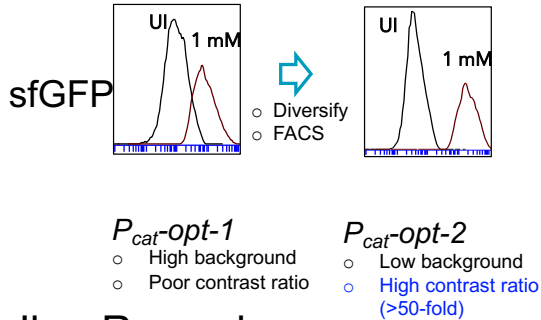 UI
1 mM
sfGFP
○ Diversify
○ FACS
UI
1 mM
Pcat-opt-1
○ High background
○ Poor contrast ratio
Pcat-opt-2
○ Low background
○ High contrast ratio
(>50-fold)